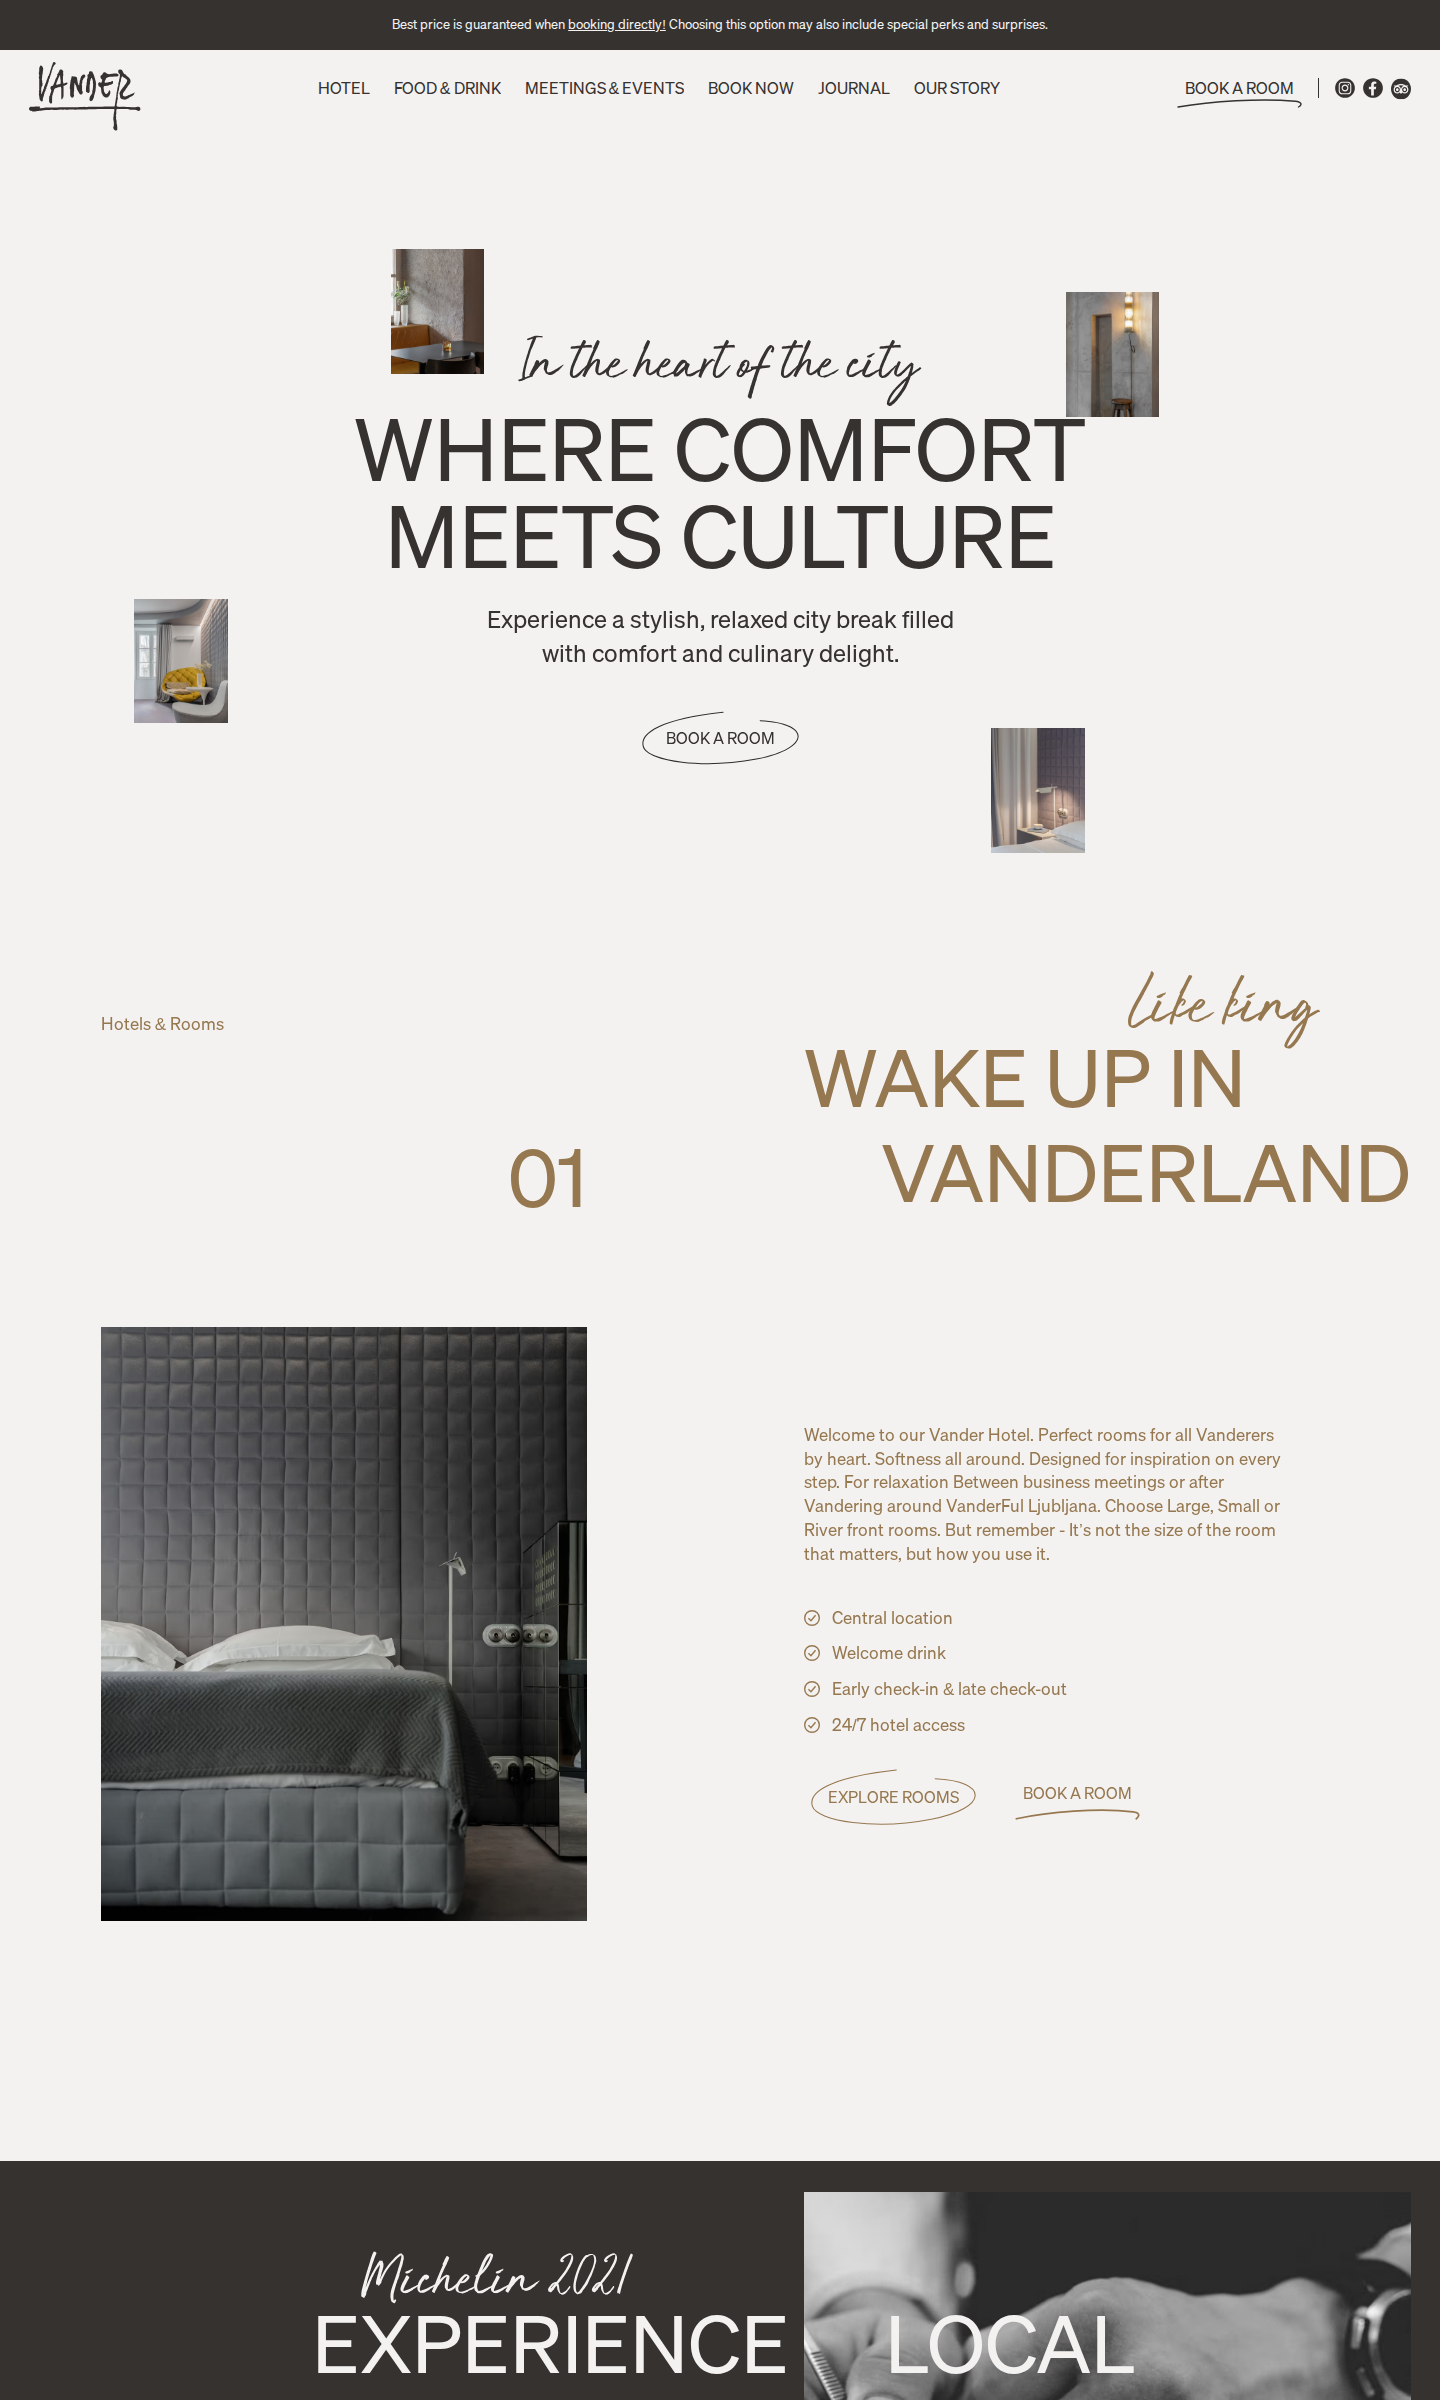 Best price is guaranteed when booking directly! Choosing this option may also include special perks and surprises.
VANDER
HOTEL FOOD & DRINK MEETINGS & EVENTS BOOK NOW JOURNAL OUR STORY
BOOK A ROOM
In the heart of the city
WHERE COMFORT
MEETS CULTURE
Experience a stylish, relaxed city break filled
with comfort and culinary delight.
BOOK A ROOM
Hotels & Rooms
01
Like king
WAKE UP IN
VANDERLAND
Welcome to our Vander Hotel. Perfect rooms for all Vanderers
by heart. Softness all around. Designed for inspiration on every
step. For relaxation Between business meetings or after
Vandering around VanderFul Ljubljana. Choose Large, Small or
River front rooms. But remember - It's not the size of the room
that matters, but how you use it.
Central location
Welcome drink
Early check-in & late check-out
24/7 hotel access
EXPLORE ROOMS
BOOK A ROOM
Michelin 2021
EXPERIENCE LOCAL